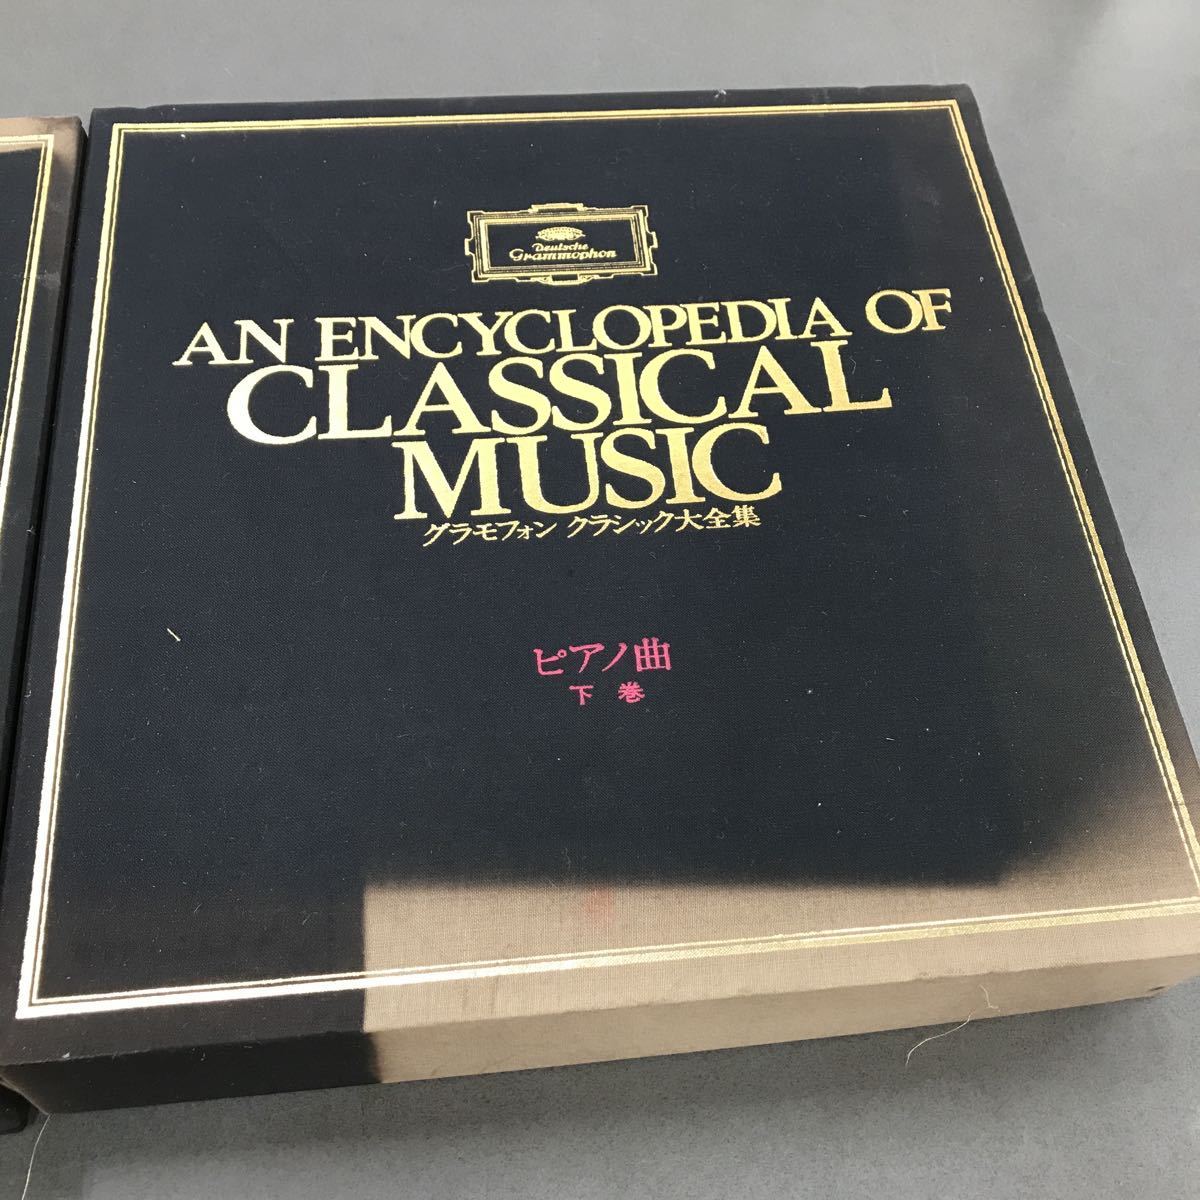 Deutsche
Grammophon
AN ENCYCLOPEDIA OF
CLASSICAL
MUSIC
グラモフォン クラシック大全集
ピアノ曲
下巻